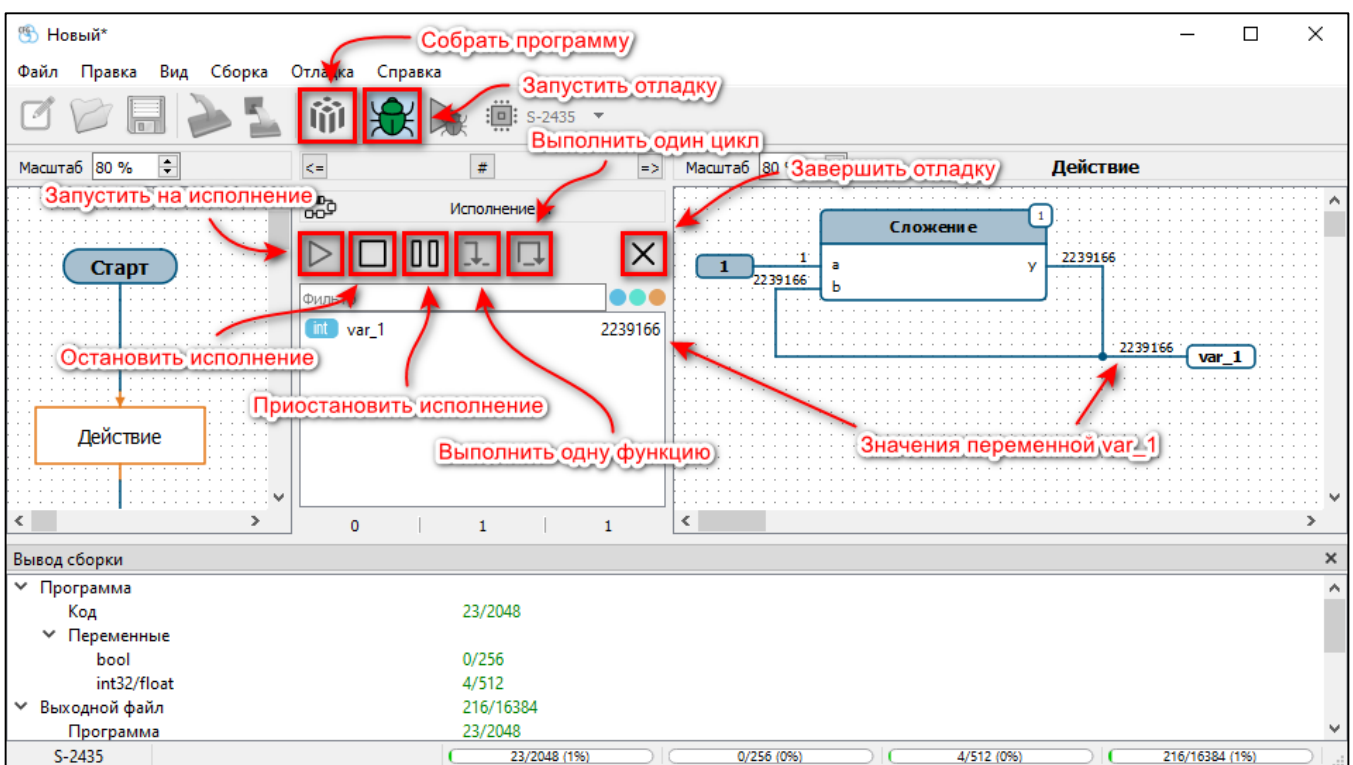 Новый*
Собрать программу
Файл Правка Вид Сборка Отладка Справка
Запустить отладку
S-2435
Выполнить один цикл
Масштаб 80 %
<= # =>
Масштаб 80
Завершить отладку
Действие
Запустить на исполнение
Исполнение
Старт
Сложение
1
1
1
a
y
2239166
2239166
b
Фильтр
int var_1 2239166
2239166
var_1
Остановить исполнение
Приостановить исполнение
Действие
Выполнить одну функцию
Значения переменной var_1
0 | 1 | 1
Вывод сборки
Программа
Код 23/2048
Переменные
bool 0/256
int32/float 4/512
Выходной файл 216/16384
Программа 23/2048
S-2435 23/2048 (1%) 0/256 (0%) 4/512 (0%) 216/16384 (1%)